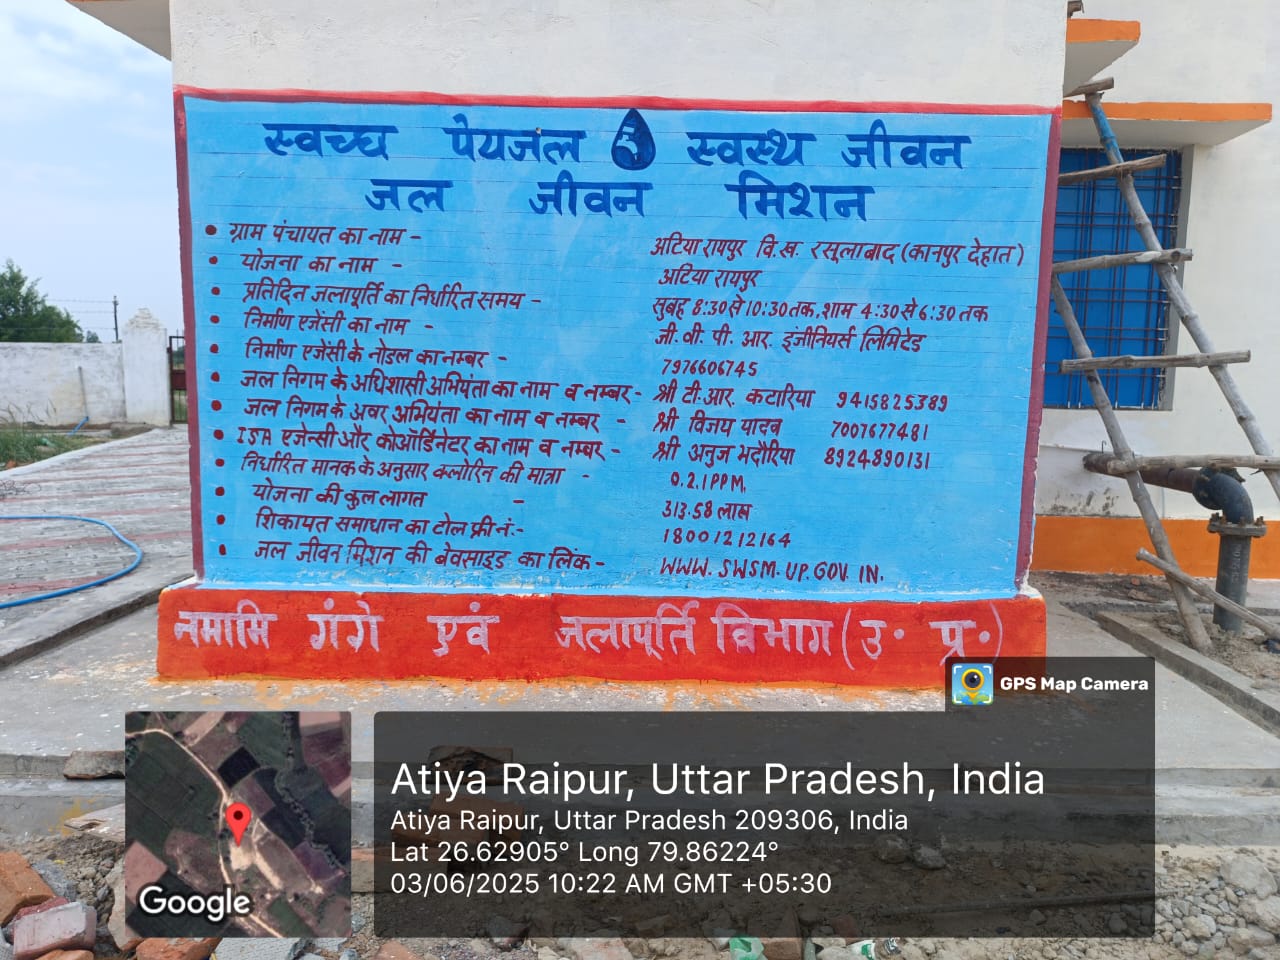 स्वच्छ पेयजल स्वस्थ जीवन
जल जीवन मिशन
• ग्राम पंचायत का नाम - अटिया रायपुर वि.ख. रसूलाबाद (कानपुर देहात)
• योजना का नाम - अटिया रायपुर
• प्रतिदिन जलापूर्ति का निर्धारित समय - सुबह 8:30 से 10:30 तक, शाम 4:30 से 6:30 तक
• निर्माण एजेंसी का नाम - जी. वी. पी. आर. इंजीनियर्स लिमिटेड
• निर्माण एजेंसी के नोडल का नम्बर - 7976606745
• जल निगम के अधिशासी अभियंता का नाम व नम्बर - श्री टी.आर. कटारिया 9415825389
• जल निगम के अवर अभियंता का नाम व नम्बर - श्री विजय यादव 7007677481
• ISA एजेन्सी और कोऑर्डिनेटर का नाम व नम्बर - श्री अनुज भदौरिया 8924890131
• निर्धारित मानक के अनुसार क्लोरिन की मात्रा - 0.2.1 PPM.
• योजना की कुल लागत - 313.58 लाख
• शिकायत समाधान का टोल फ्री नं.- 18001212164
• जल जीवन मिशन की बेवसाइड का लिंक- WWW.SWSM.UP.GOV.IN.
नमामि गंगे एवं जलापूर्ति विभाग (उ॰ प्र॰)
GPS Map Camera
Atiya Raipur, Uttar Pradesh, India
Atiya Raipur, Uttar Pradesh 209306, India
Lat 26.62905° Long 79.86224°
03/06/2025 10:22 AM GMT +05:30
Google